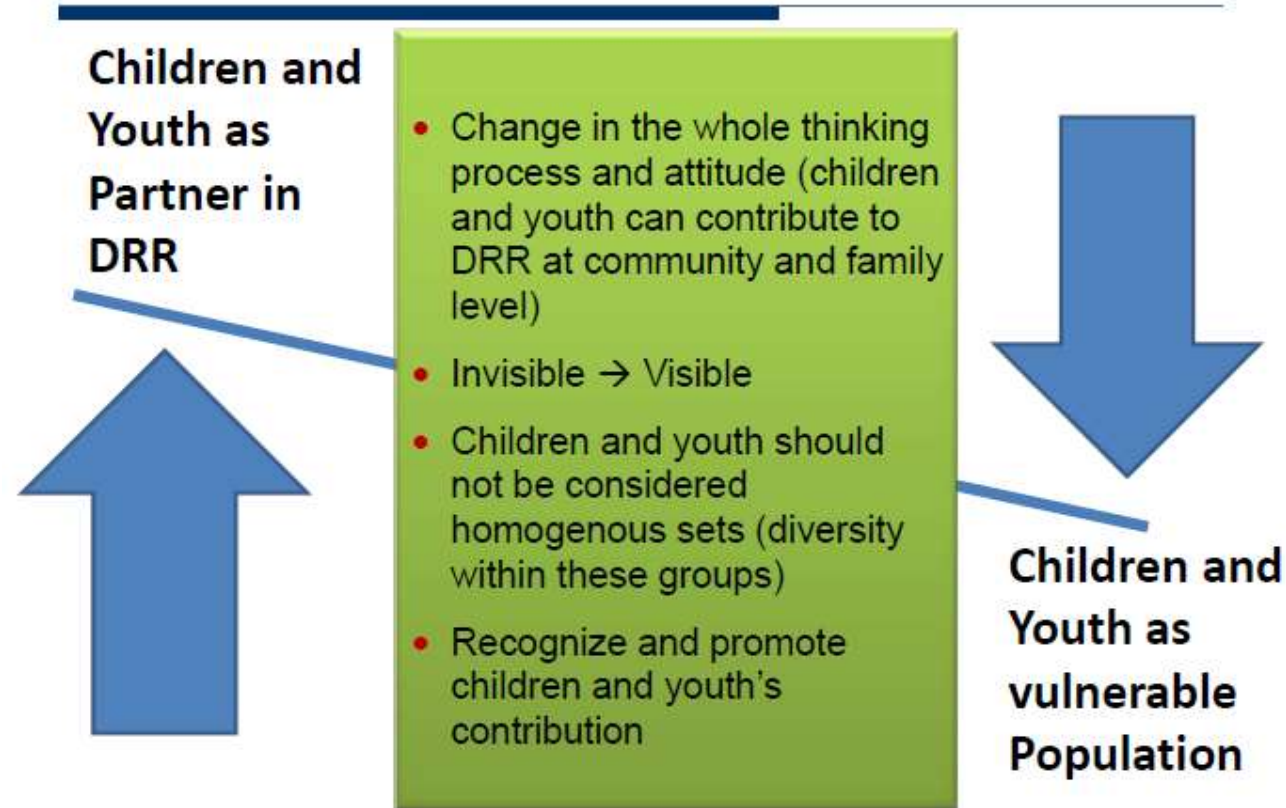 Children and
Youth as
Partner in
DRR
• Change in the whole thinking
process and attitude (children
and youth can contribute to
DRR at community and family
level)
• Invisible → Visible
• Children and youth should
not be considered
homogenous sets (diversity
within these groups)
• Recognize and promote
children and youth's
contribution
Children and
Youth as
vulnerable
Population